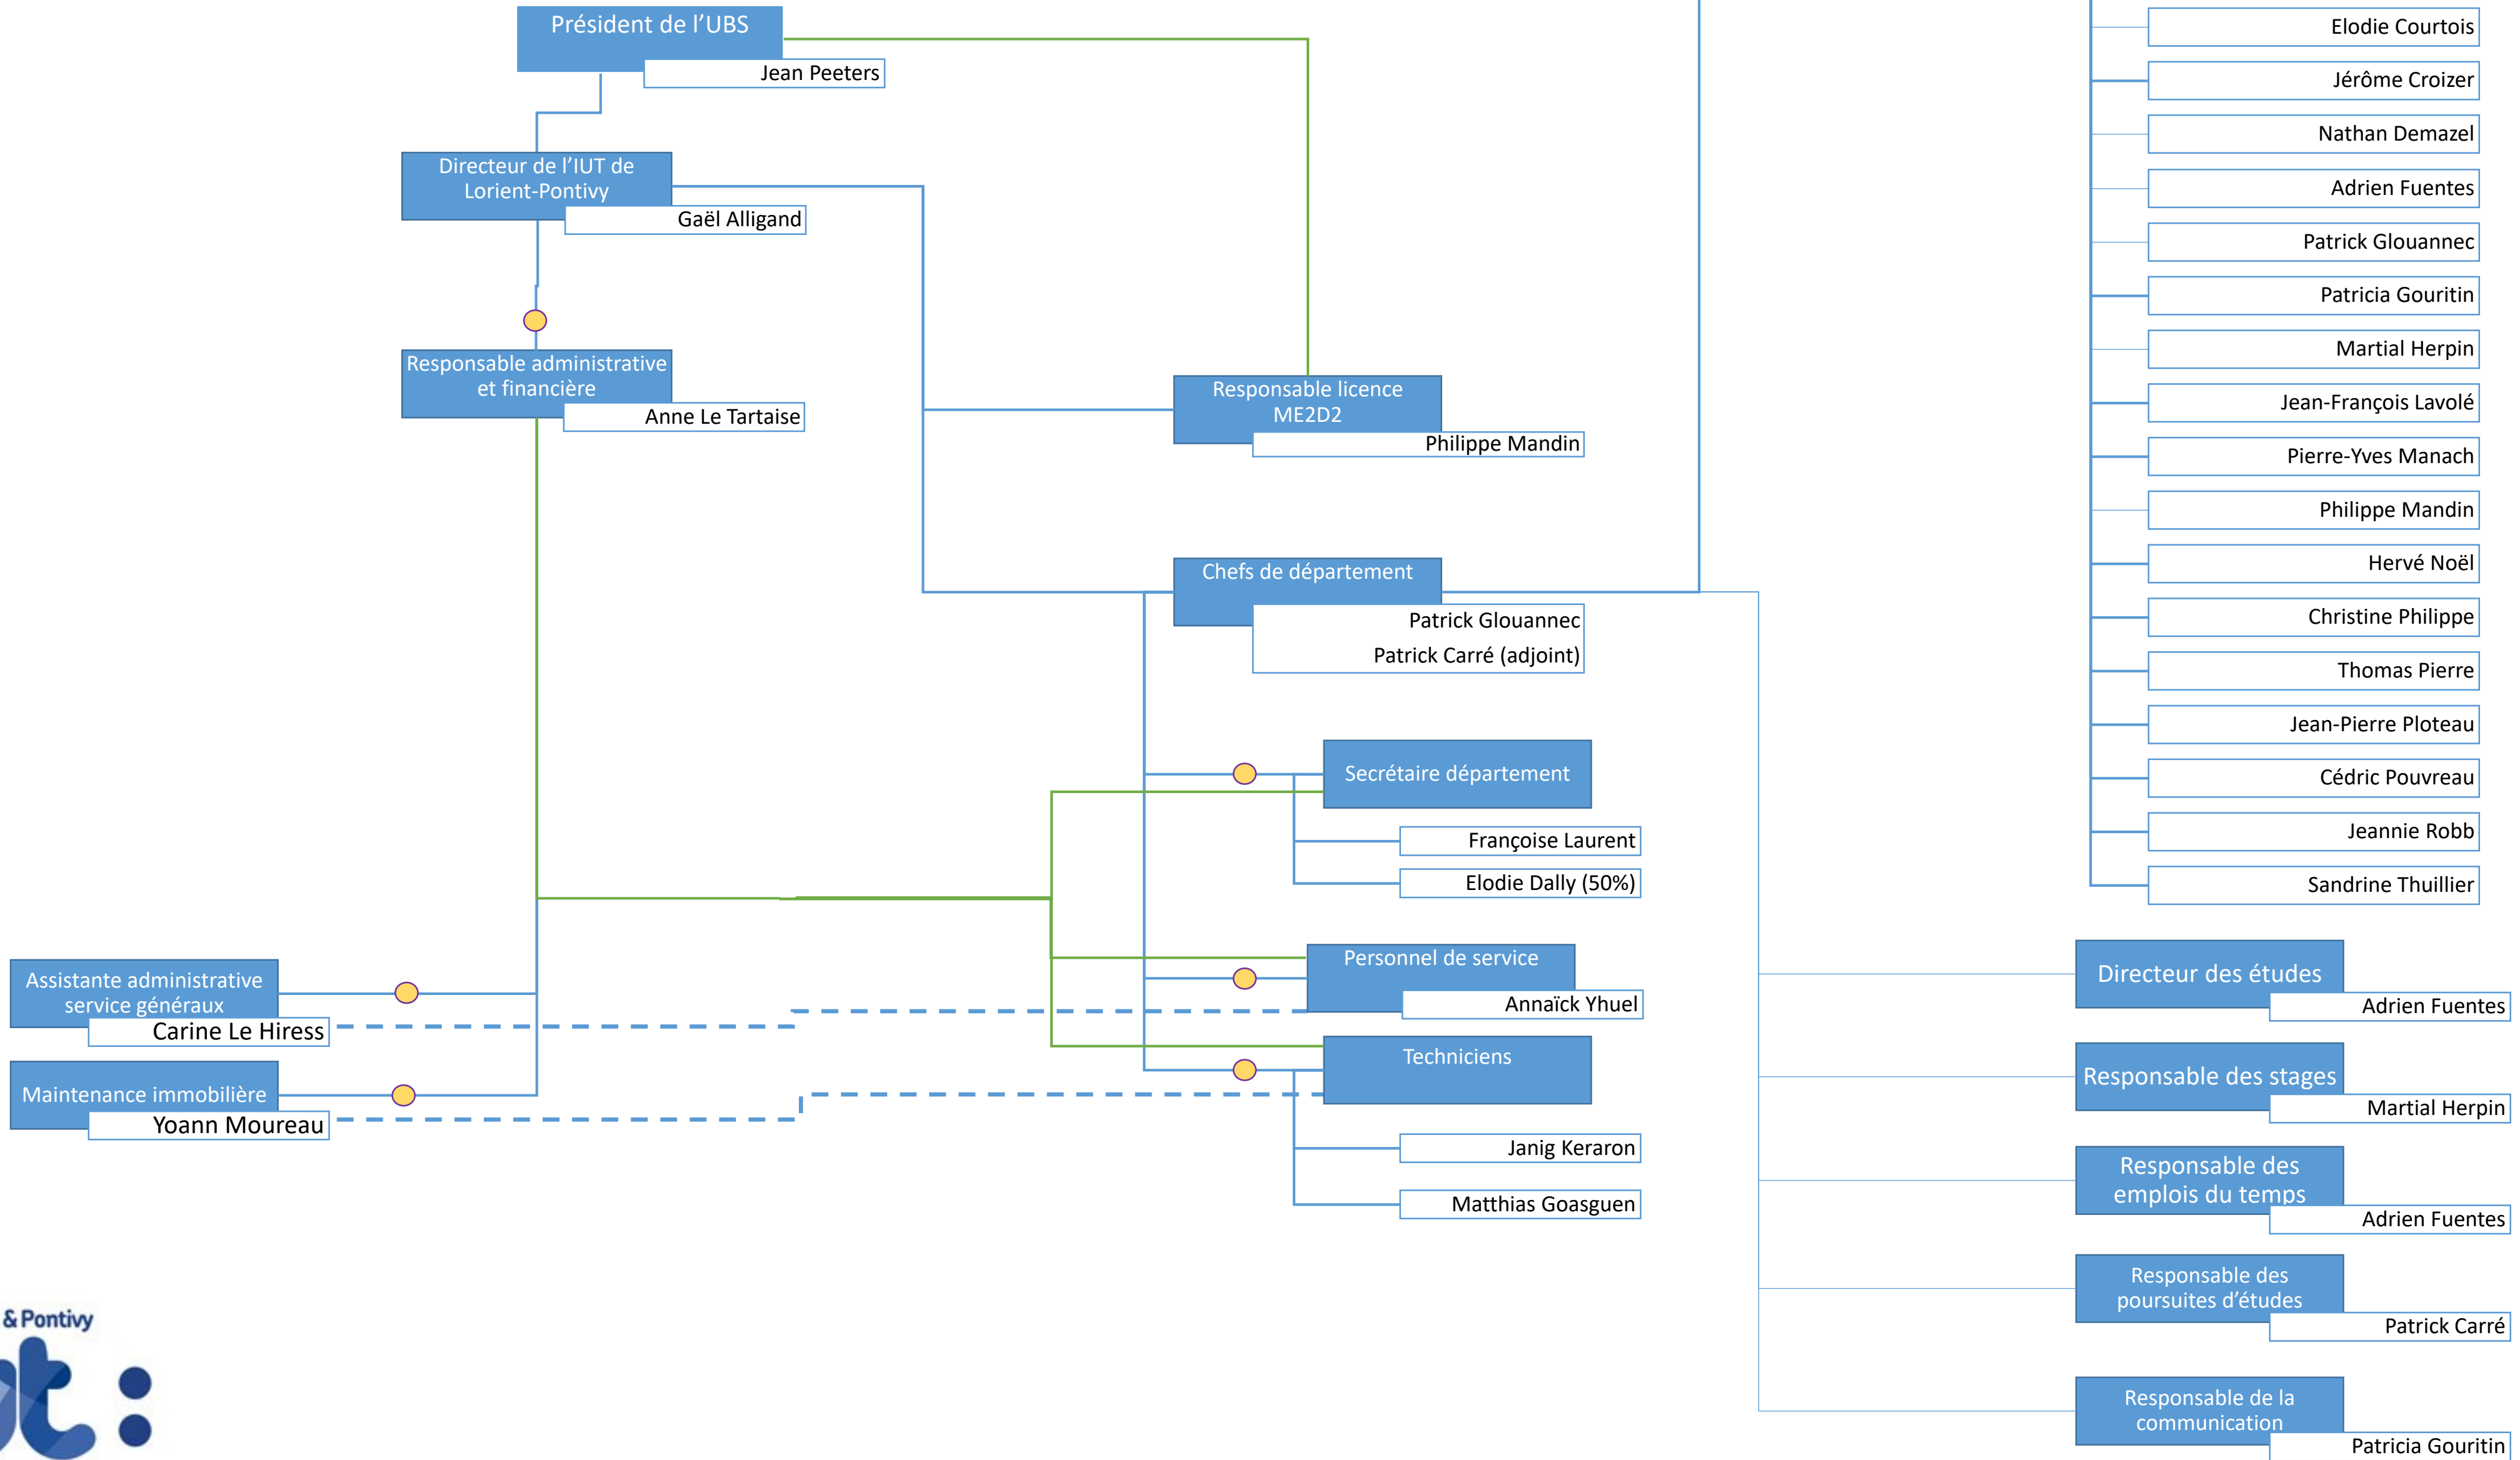 Président de l'UBS
Jean Peeters
Directeur de l'IUT de
Lorient-Pontivy
Gaël Alligand
Responsable administrative
et financière
Anne Le Tartaise
Responsable licence
ME2D2
Philippe Mandin
Chefs de département
Patrick Glouannec
Patrick Carré (adjoint)
Secrétaire département
Françoise Laurent
Elodie Dally (50%)
Personnel de service
Annaïck Yhuel
Techniciens
Janig Keraron
Matthias Goasguen
Assistante administrative
service généraux
Carine Le Hiress
Maintenance immobilière
Yoann Moureau
Elodie Courtois
Jérôme Croizer
Nathan Demazel
Adrien Fuentes
Patrick Glouannec
Patricia Gouritin
Martial Herpin
Jean-François Lavolé
Pierre-Yves Manach
Philippe Mandin
Hervé Noël
Christine Philippe
Thomas Pierre
Jean-Pierre Ploteau
Cédric Pouvreau
Jeannie Robb
Sandrine Thuillier
Directeur des études
Adrien Fuentes
Responsable des stages
Martial Herpin
Responsable des
emplois du temps
Adrien Fuentes
Responsable des
poursuites d'études
Patrick Carré
Responsable de la
communication
Patricia Gouritin
& Pontivy